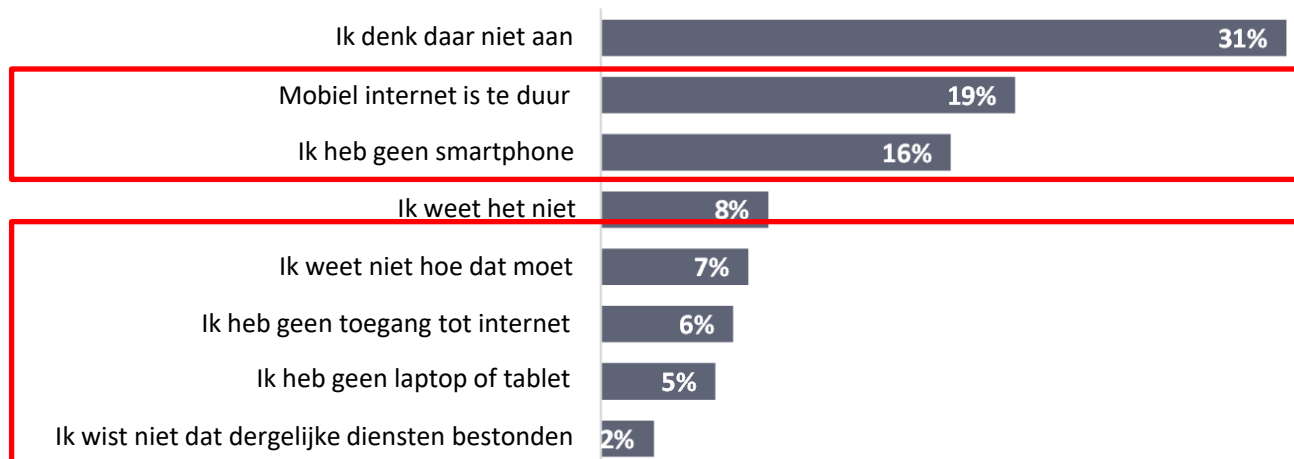 Ik denk daar niet aan 31%
Mobiel internet is te duur 19%
Ik heb geen smartphone 16%
Ik weet het niet 8%
Ik weet niet hoe dat moet 7%
Ik heb geen toegang tot internet 6%
Ik heb geen laptop of tablet 5%
Ik wist niet dat dergelijke diensten bestonden 2%